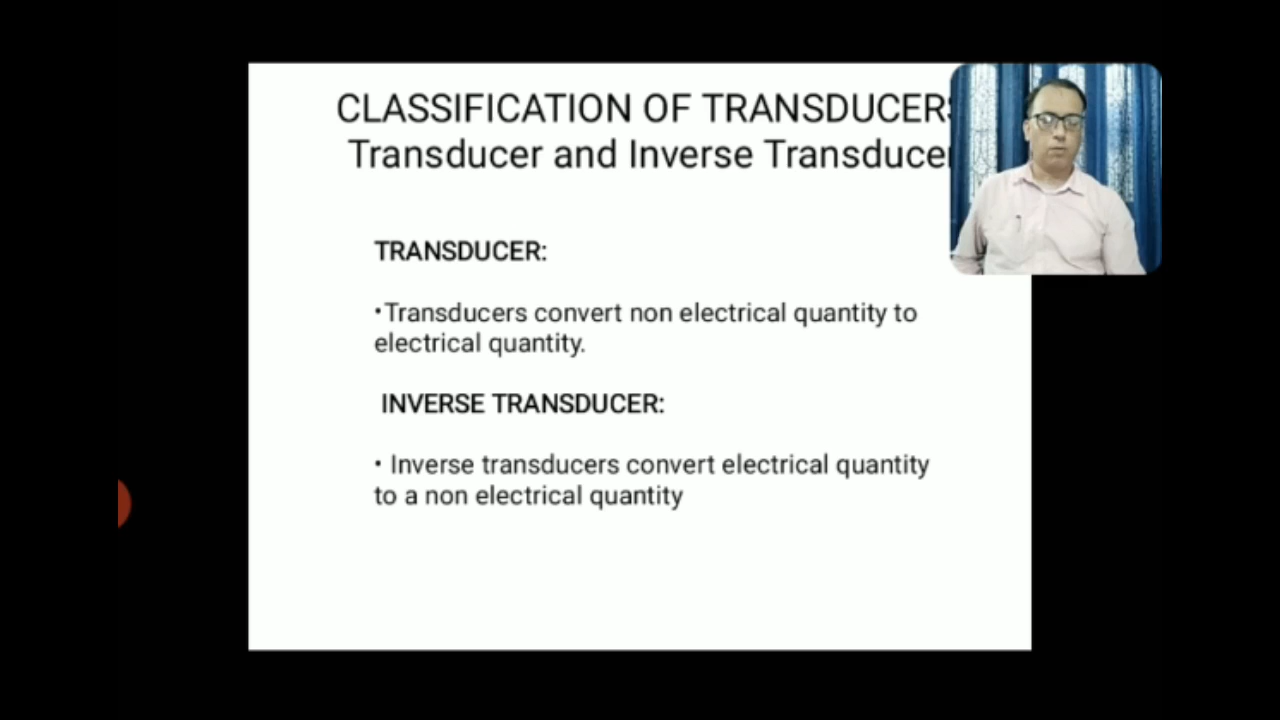 CLASSIFICATION OF TRANSDUCERS
Transducer and Inverse Transducer
TRANSDUCER:
•Transducers convert non electrical quantity to
electrical quantity.
INVERSE TRANSDUCER:
• Inverse transducers convert electrical quantity
to a non electrical quantity